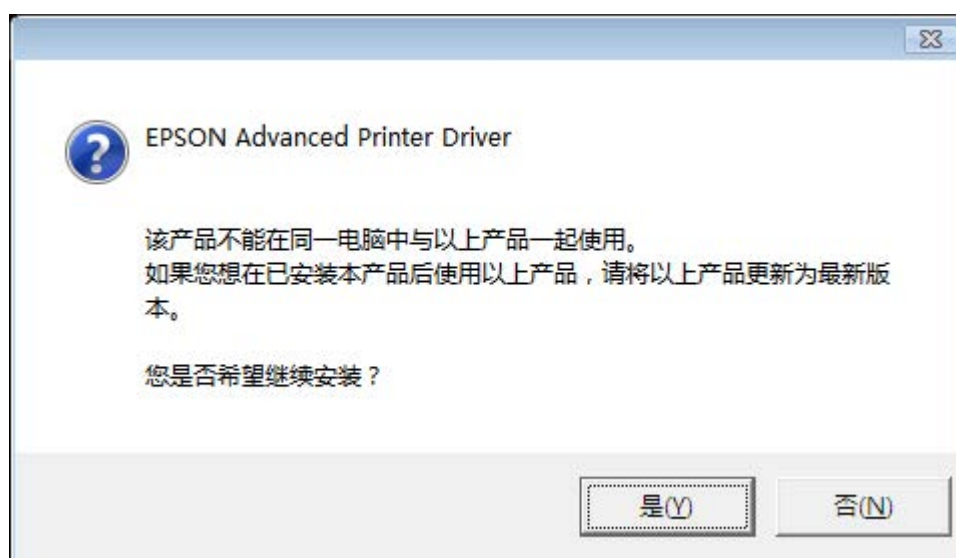 EPSON Advanced Printer Driver
该产品不能在同一电脑中与以上产品一起使用。
如果您想在已安装本产品后使用以上产品，请将以上产品更新为最新版
本。
您是否希望继续安装？
是(Y)
否(N)